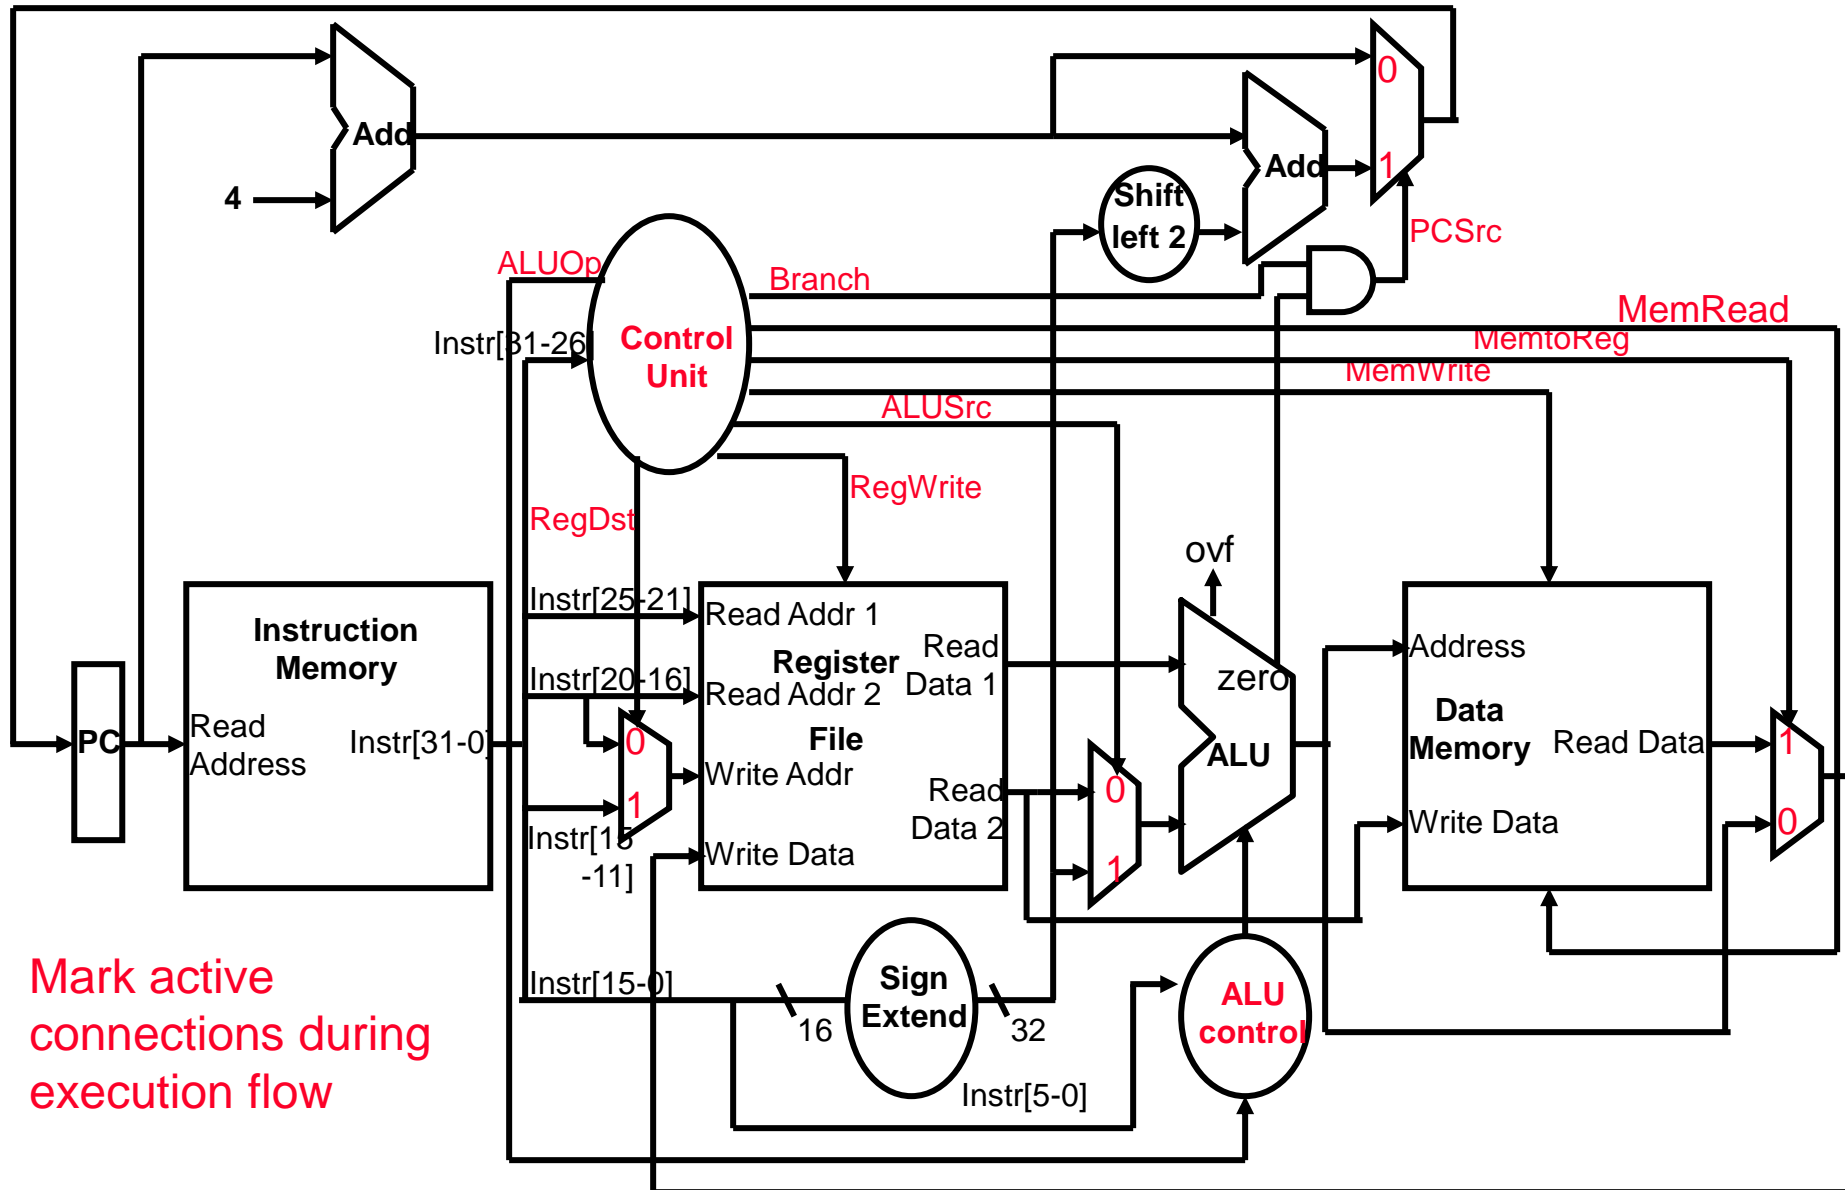 0
Add
Add
1
4
Shift
left 2
PCSrc
ALUOp
Branch
MemRead
Instr[31-26]
Control
Unit
MemtoReg
MemWrite
ALUSrc
RegWrite
RegDst
ovf
Instr[25-21]
Read Addr 1
Instruction
Memory
Register
Read
Data 1
Address
zero
Instr[20-16]
Read Addr 2
PC
Read
Address
Instr[31-0]
0
File
Data
Memory
Read Data
1
ALU
Write Addr
1
Read
Data 2
0
Write Data
0
Instr[15
-11]
Write Data
1
Mark active
connections during
execution flow
Instr[15-0]
16
Sign
Extend
32
ALU
control
Instr[5-0]